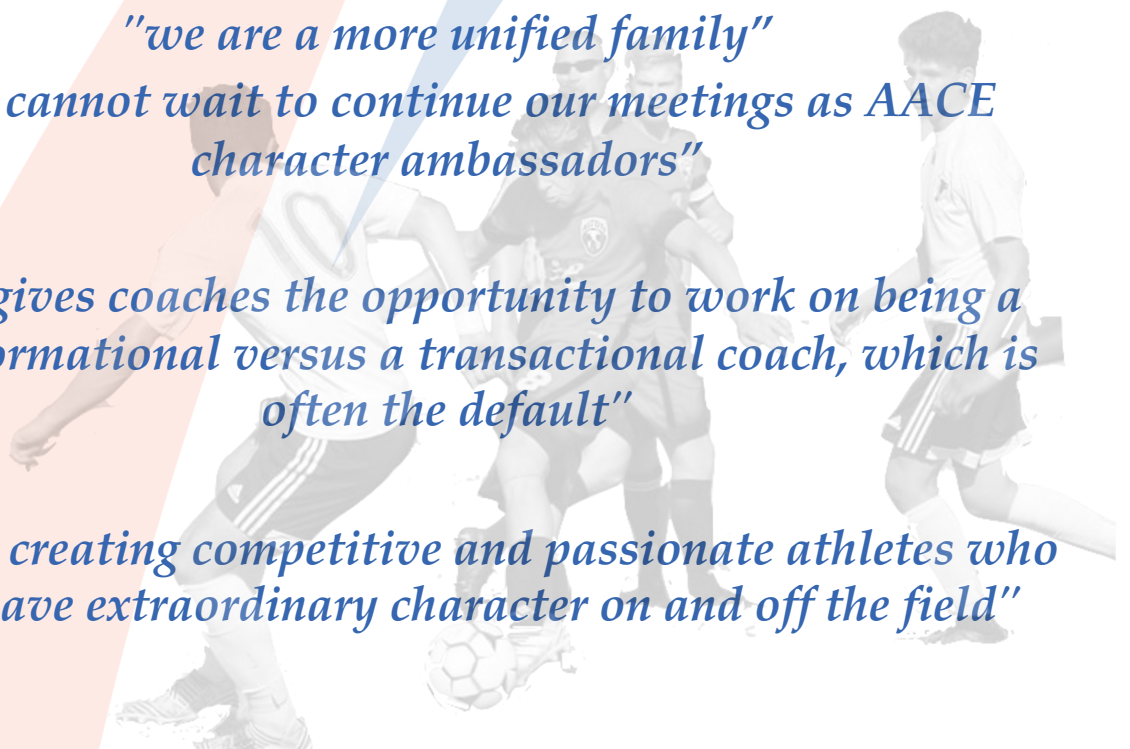 "we are a more unified family”
cannot wait to continue our meetings as AACE
character ambassadors”
gives coaches the opportunity to work on being a
ormational versus a transactional coach, which is
often the default"
creating competitive and passionate athletes who
ave extraordinary character on and off the field"
10
8